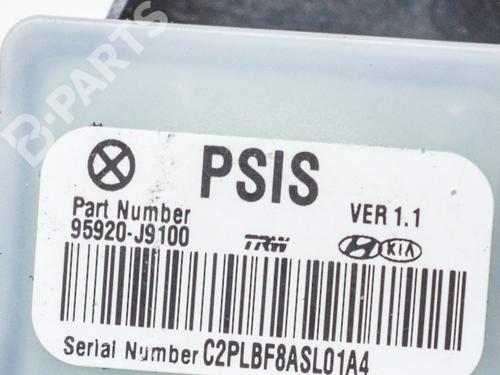 B-PARTS
PSIS
Part Number
95920-J9100
VER 1.1
TRW
KIA
Serial Number C2PLBF8ASL01A4